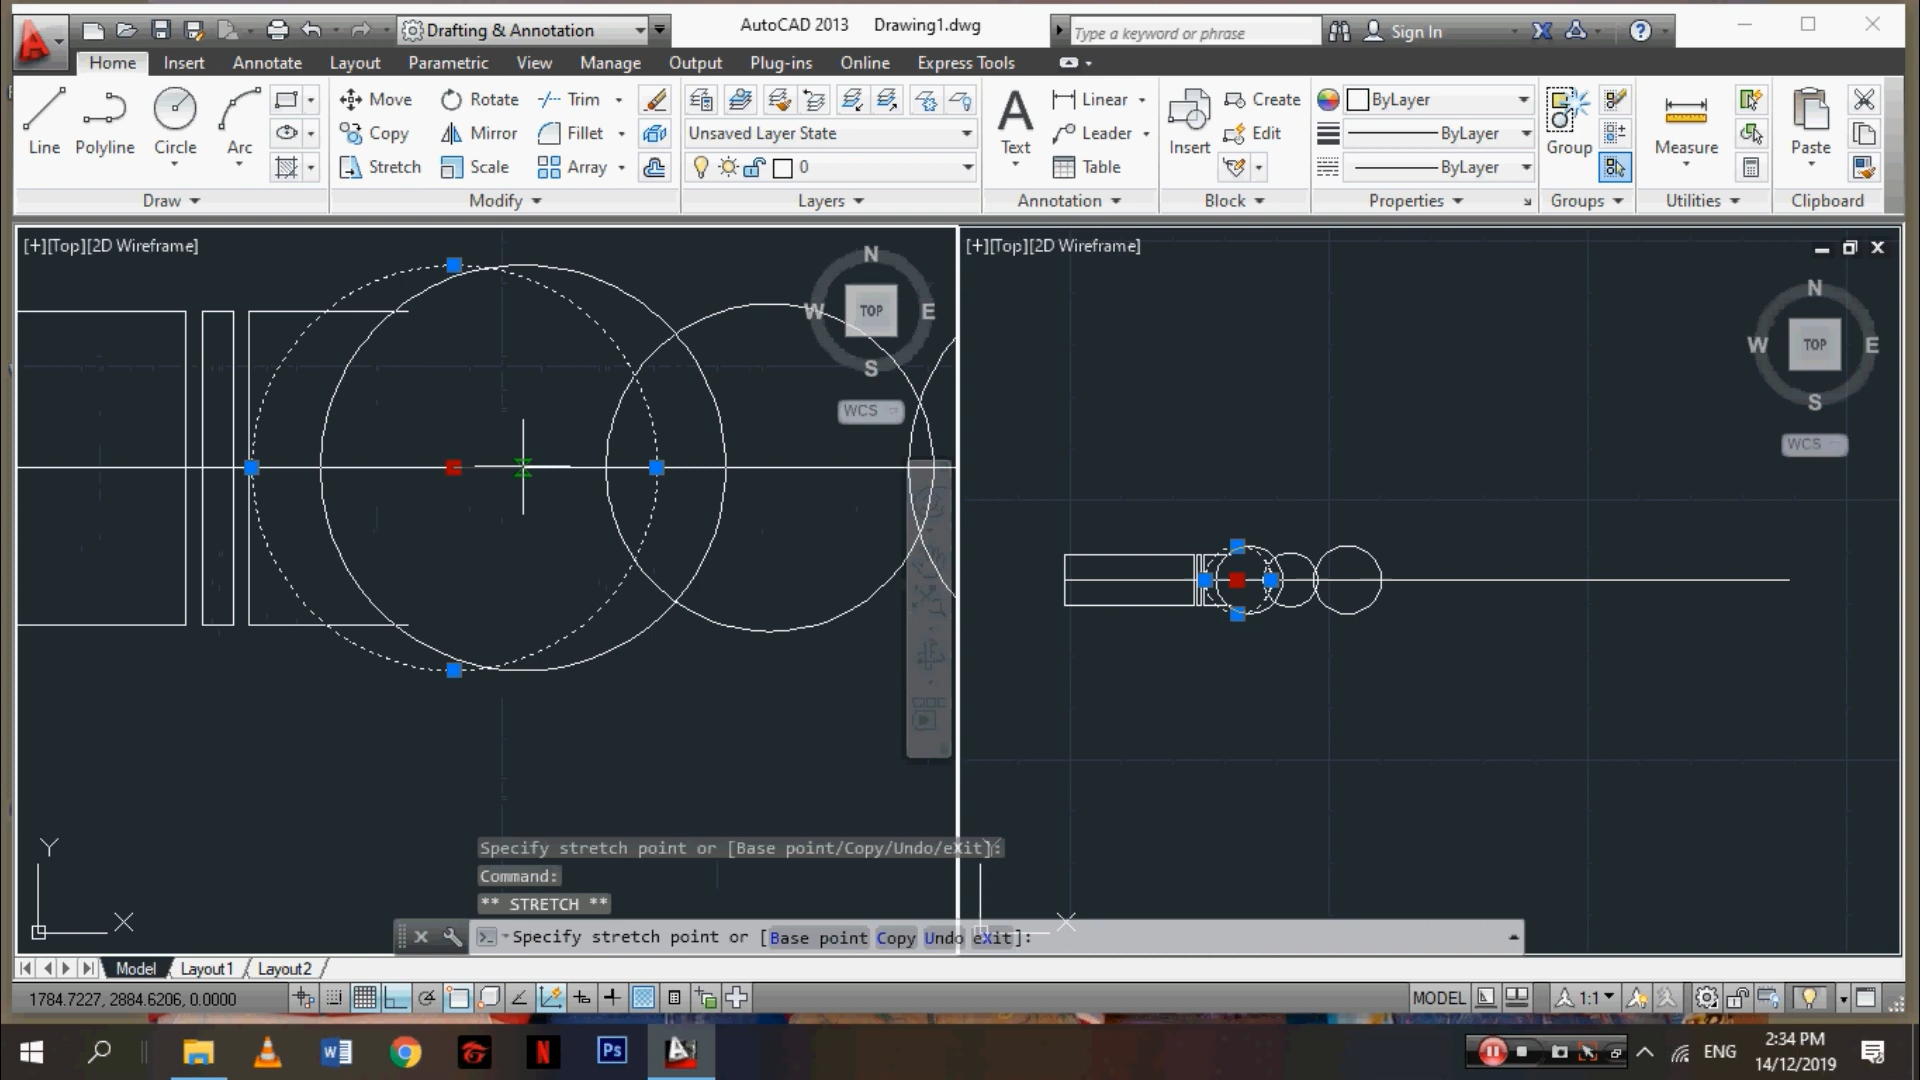 Drafting & Annotation
AutoCAD 2013 Drawing1.dwg
Type a keyword or phrase
Sign In
Home Insert Annotate Layout Parametric View Manage Output Plug-ins Online Express Tools
Line Polyline Circle Arc
Move Rotate Trim
Copy Mirror Fillet
Stretch Scale Array
Unsaved Layer State
0
Text
Linear
Leader
Table
Insert
Create
Edit
ByLayer
ByLayer
ByLayer
Group
Measure
Paste
Draw Modify Layers Annotation Block Properties Groups Utilities Clipboard
[+][Top][2D Wireframe]
N
W TOP E
S
WCS
[+][Top][2D Wireframe]
N
W TOP E
S
WCS
Y
X
X
Specify stretch point or [Base point/Copy/Undo/eXit]:
Command:
** STRETCH **
Specify stretch point or [Base point Copy Undo eXit]:
Model Layout1 Layout2
1784.7227, 2884.6206, 0.0000
MODEL 1:1
W
N
Ps
A
ENG
2:34 PM
14/12/2019